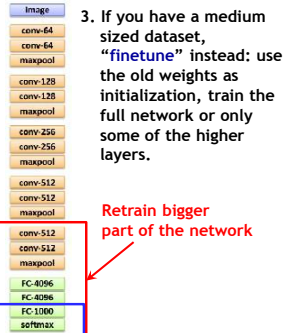 Image
conv-64
conv-64
maxpool
conv-128
conv-128
maxpool
conv-256
conv-256
maxpool
conv-512
conv-512
maxpool
conv-512
conv-512
maxpool
FC-4096
FC-4096
FC-1000
softmax
3. If you have a medium
sized dataset,
“finetune” instead: use
the old weights as
initialization, train the
full network or only
some of the higher
layers.
Retrain bigger
part of the network